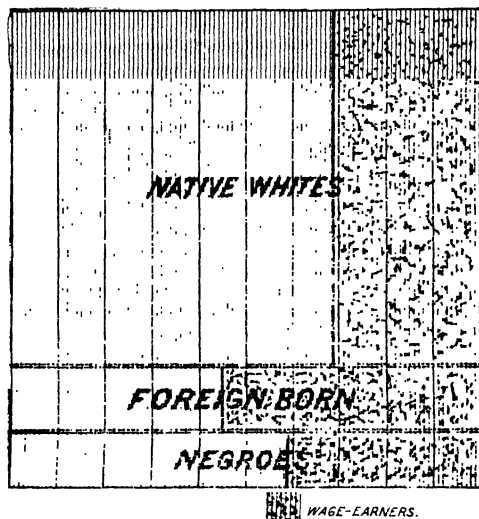 NATIVE WHITES
FOREIGN BORN
NEGROES
WAGE-EARNERS.